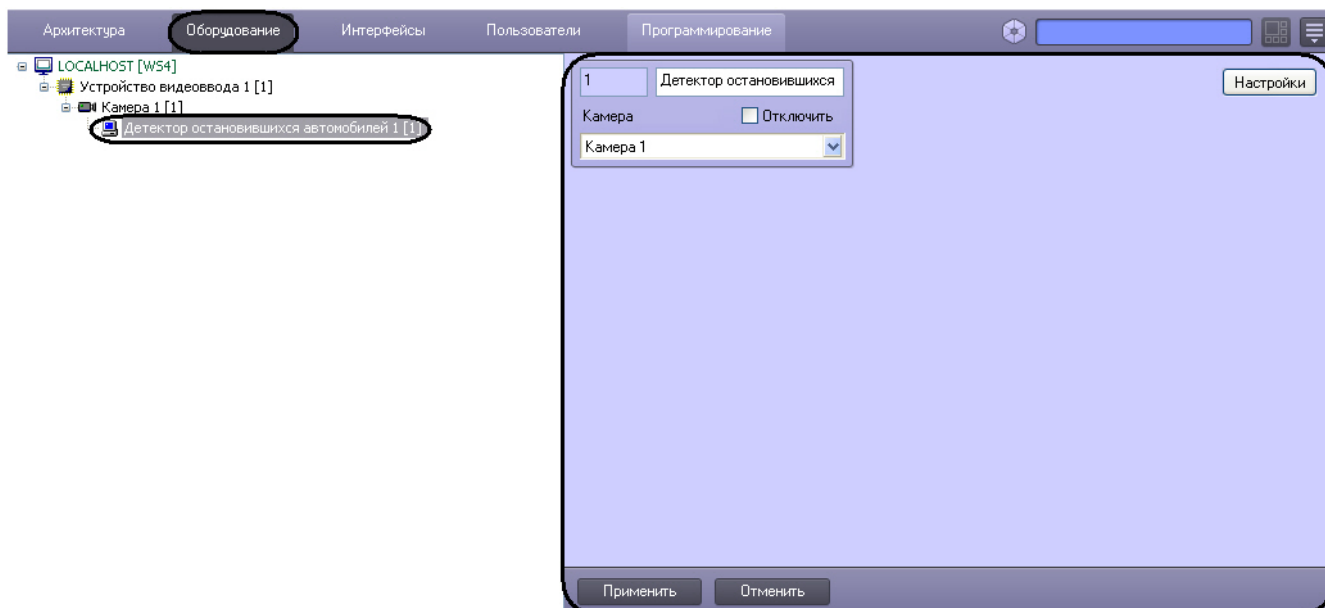 Архитектура Оборудование Интерфейсы Пользователи Программирование
LOCALHOST [WS4]
Устройство видеоввода 1 [1]
Камера 1 [1]
Детектор остановившихся автомобилей 1 [1]
1 Детектор остановившихся
Настройки
Камера Отключить
Камера 1
Применить Отменить